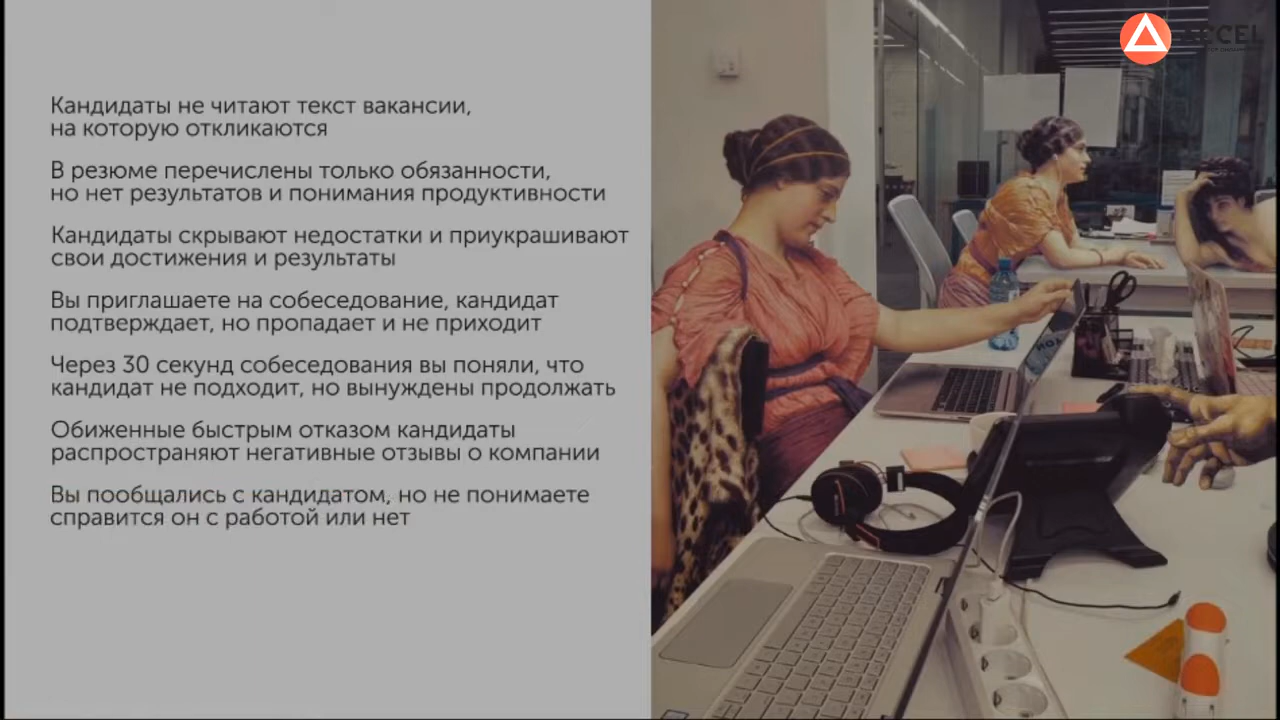 Кандидаты не читают текст вакансии,
на которую откликаются
В резюме перечислены только обязанности,
но нет результатов и понимания продуктивности
Кандидаты скрывают недостатки и приукрашивают
свои достижения и результаты
Вы приглашаете на собеседование, кандидат
подтверждает, но пропадает и не приходит
Через 30 секунд собеседования вы поняли, что
кандидат не подходит, но вынуждены продолжать
Обиженные быстрым отказом кандидаты
распространяют негативные отзывы о компании
Вы пообщались с кандидатом, но не понимаете
справится он с работой или нет
ACCEL